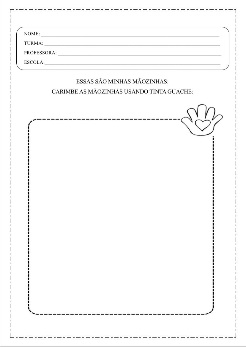 NOME:
TURMA:
PROFESSORA:
ESCOLA
ESSAS SÃO MINHAS MÃOZINHAS.
CARIMBE AS MÃOZINHAS USANDO TINTA GUACHE: